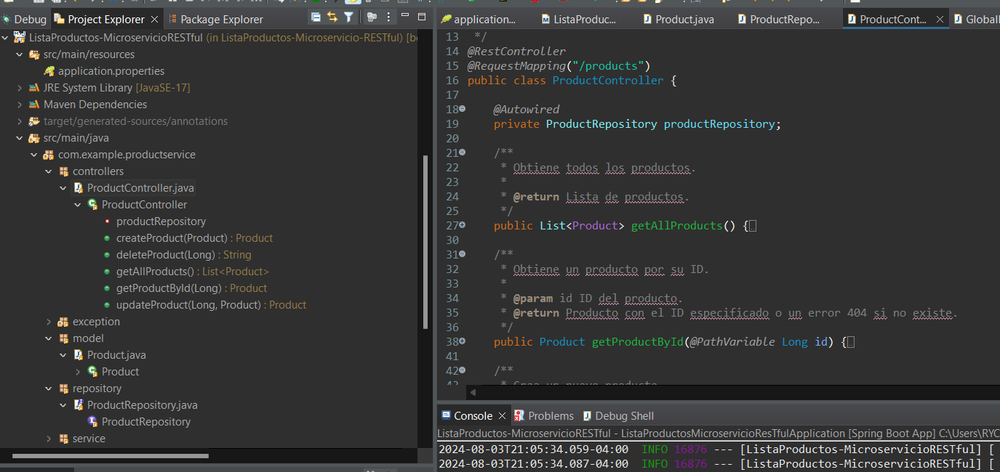 Debug Project Explorer Package Explorer
ListaProductos-MicroservicioRESTful (in ListaProductos-Microservicio-RESTful) [b
src/main/resources
application.properties
JRE System Library [JavaSE-17]
Maven Dependencies
target/generated-sources/annotations
src/main/java
com.example.productservice
controllers
ProductController.java
ProductController
productRepository
createProduct(Product) : Product
deleteProduct(Long) : String
getAllProducts() : List<Product>
getProductById(Long) : Product
updateProduct(Long, Product) : Product
exception
model
Product.java
Product
repository
ProductRepository.java
ProductRepository
service
application.... ListaProduc... Product.java ProductRepo... ProductCont... Global
13 */
14 @RestController
15 @RequestMapping("/products")
16 public class ProductController {
17
18 @Autowired
19 private ProductRepository productRepository;
20
21 /**
22 * Obtiene todos los productos.
23 *
24 * @return Lista de productos.
25 */
27 public List<Product> getAllProducts() {
30
31 /**
32 * Obtiene un producto por su ID.
33 *
34 * @param id ID del producto.
35 * @return Producto con el ID especificado o un error 404 si no existe.
36 */
38 public Product getProductById(@PathVariable Long id) {
41
42 /**
43 * Crea un nuevo producto
Console Problems Debug Shell
ListaProductos-MicroservicioRESTful - ListaProductosMicroservicioResTfulApplication [Spring Boot App] C:\Users\RYC
2024-08-03T21:05:34.059-04:00 INFO 16876 --- [ListaProductos-MicroservicioRESTful] [
2024-08-03T21:05:34.087-04:00 INFO 16876 --- [ListaProductos-MicroservicioRESTful] [